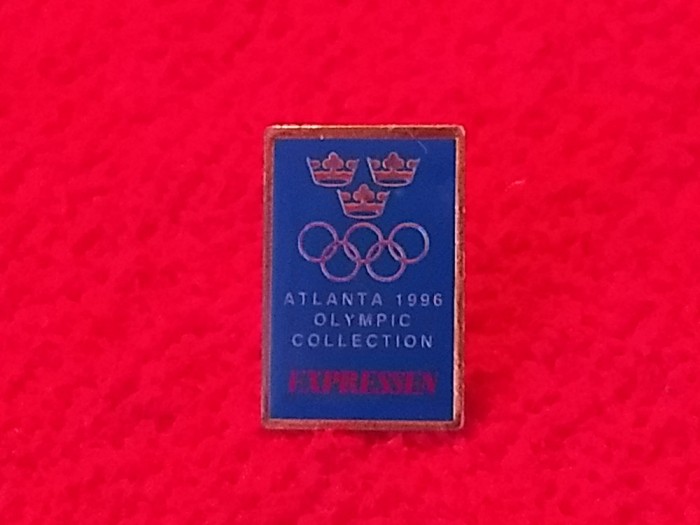 ATLANTA 1996
OLYMPIC
COLLECTION
EXPRESSEN